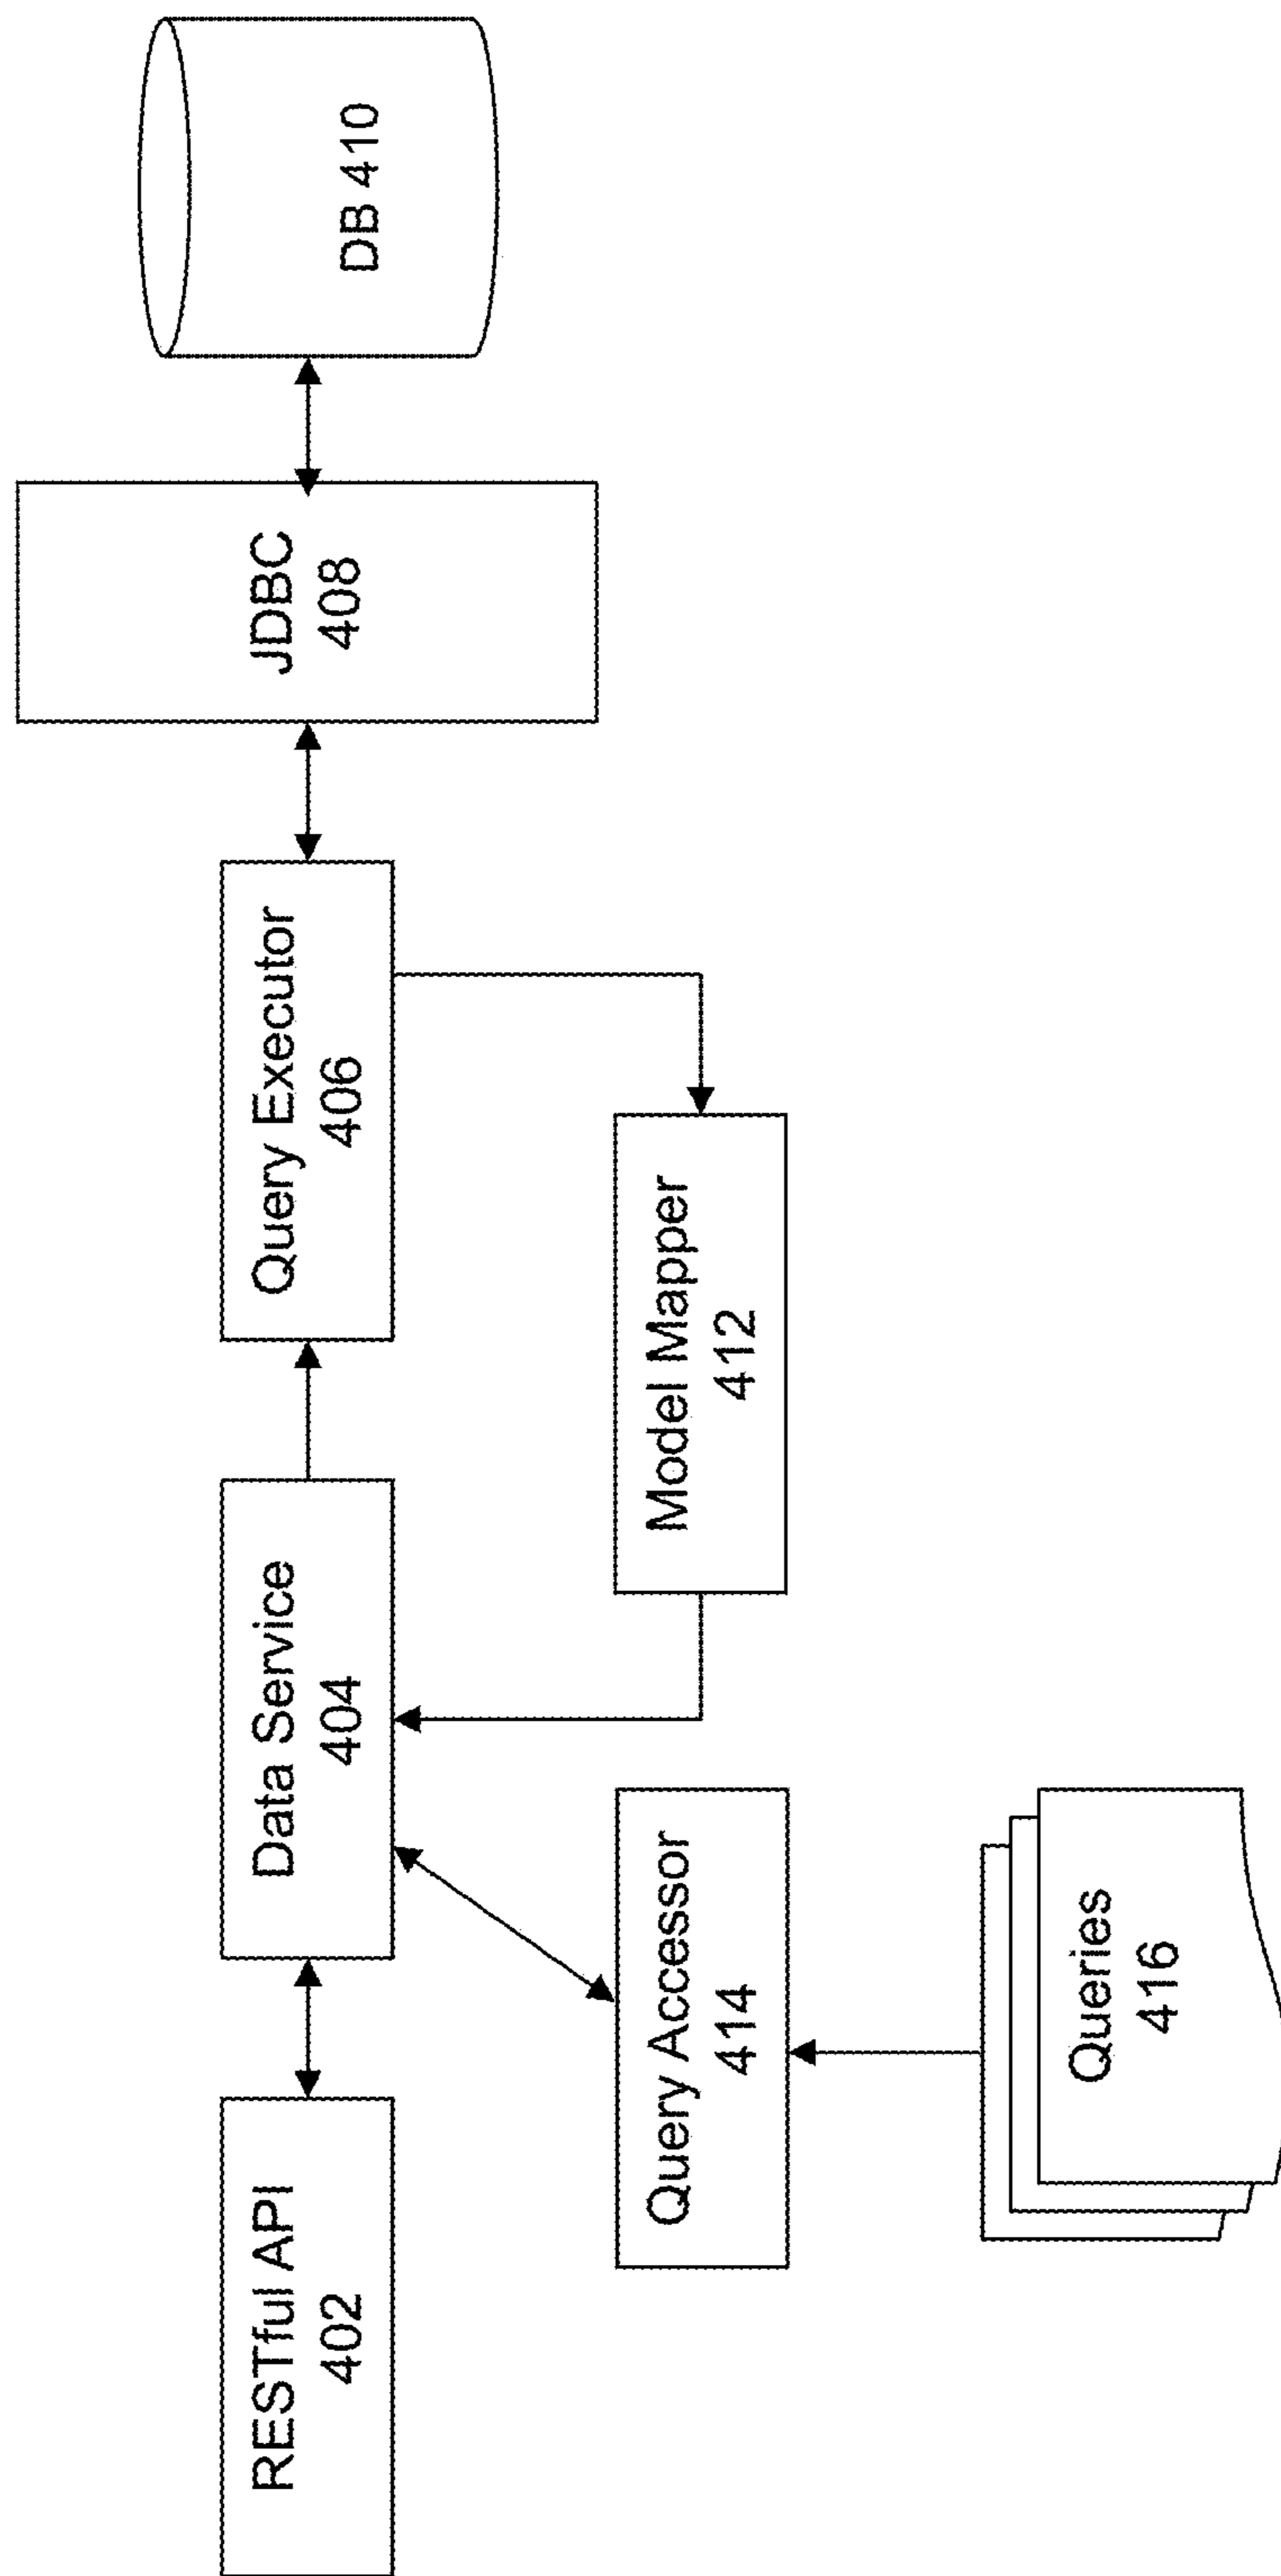 RESTful API
402
Data Service
404
Query Executor
406
JDBC
408
DB 410
Query Accessor
414
Model Mapper
412
Queries
416